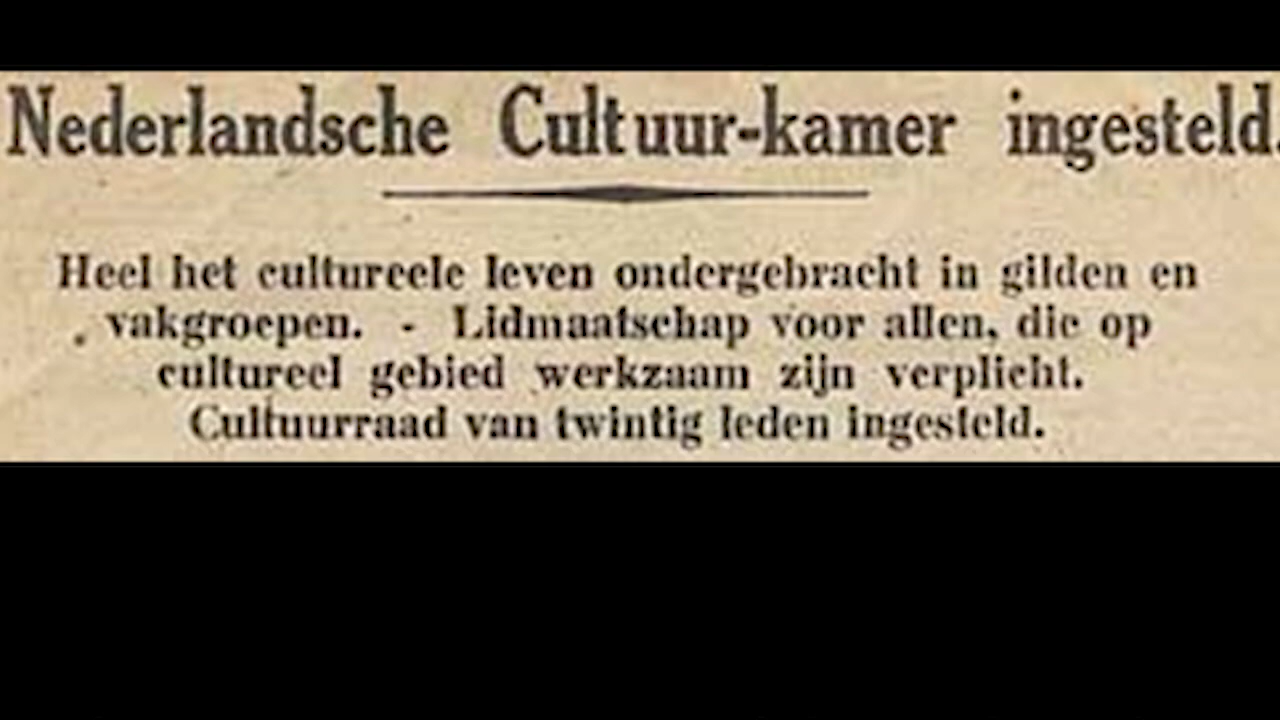 Nederlandsche Cultuur-kamer ingesteld.
Heel het cultureele leven ondergebracht in gilden en
vakgroepen. - Lidmaatschap voor allen, die op
cultureel gebied werkzaam zijn verplicht.
Cultuurraad van twintig leden ingesteld.